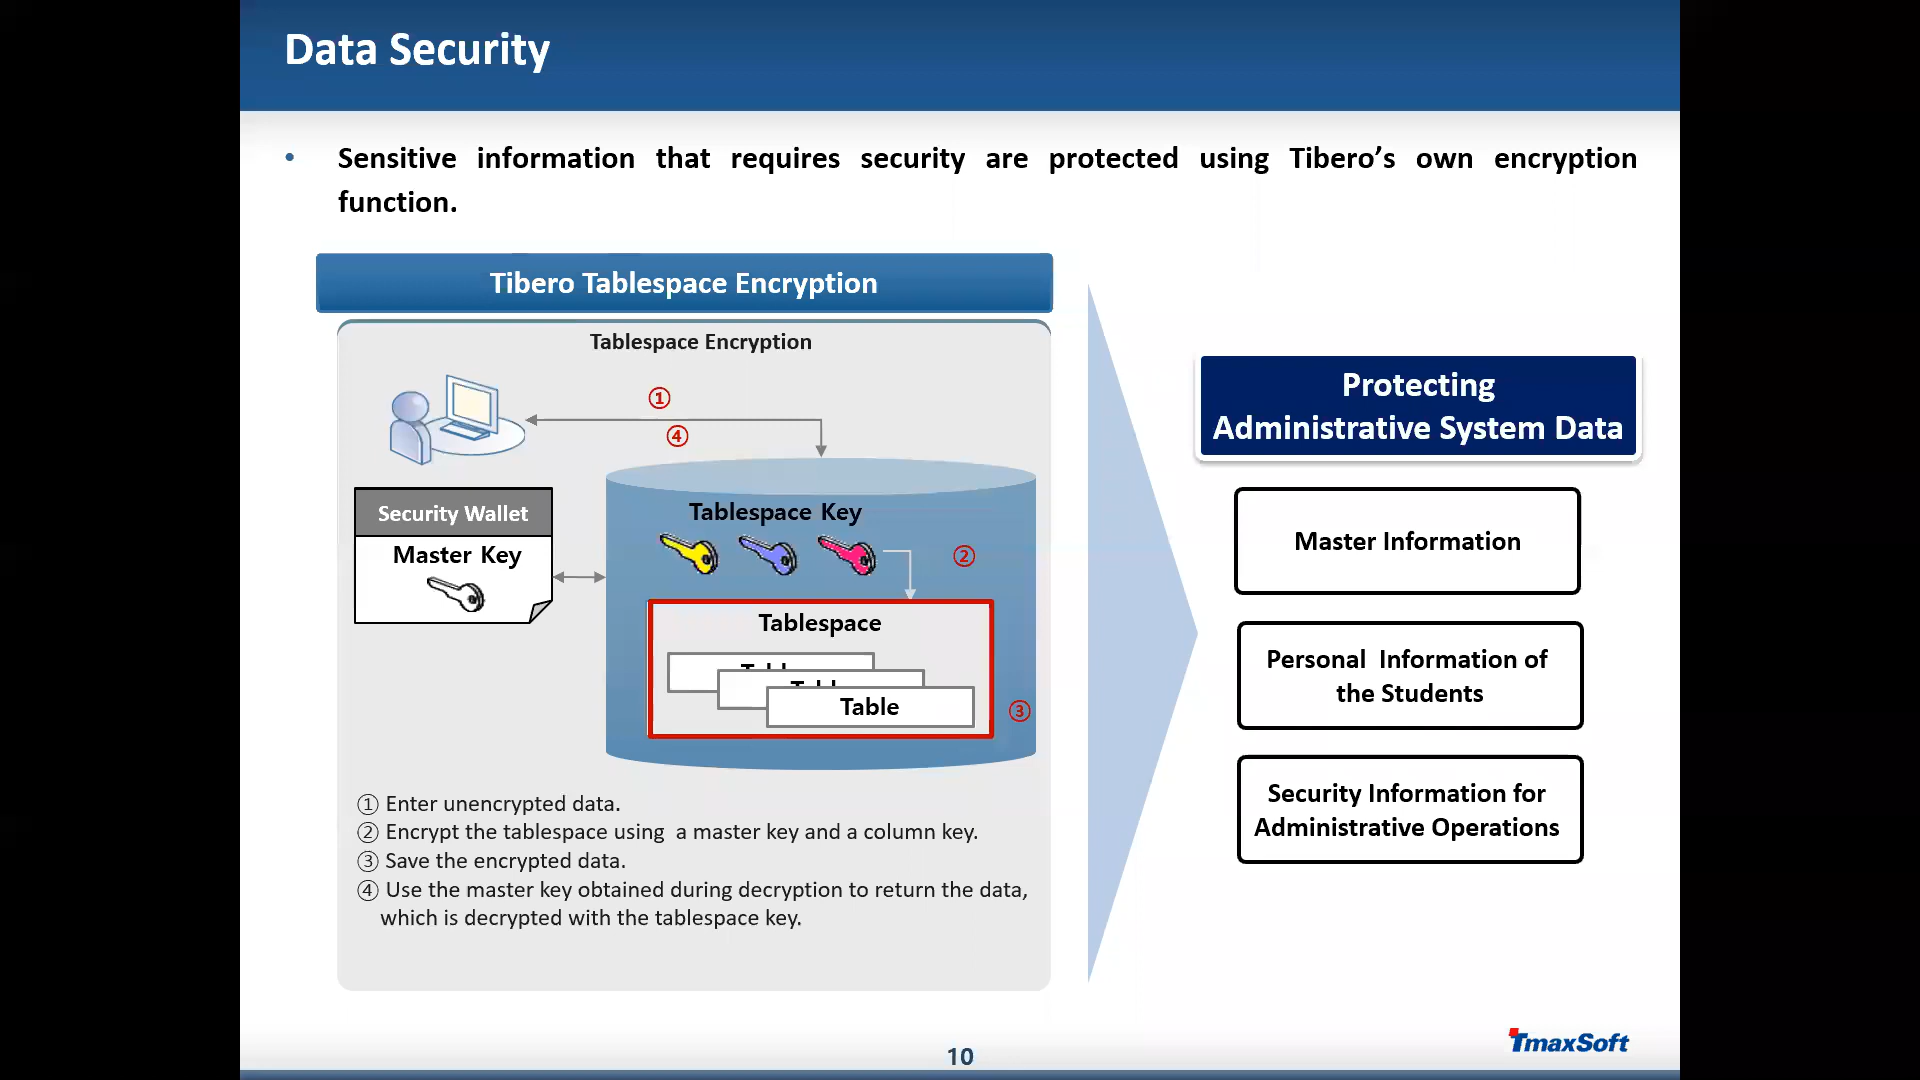 Data Security
• Sensitive information that requires security are protected using Tibero’s own encryption
function.
Tibero Tablespace Encryption
Tablespace Encryption
①
④
Security Wallet
Master Key
Tablespace Key
②
Tablespace
Table
③
① Enter unencrypted data.
② Encrypt the tablespace using a master key and a column key.
③ Save the encrypted data.
④ Use the master key obtained during decryption to return the data,
which is decrypted with the tablespace key.
Protecting
Administrative System Data
Master Information
Personal Information of
the Students
Security Information for
Administrative Operations
10
TmaxSoft